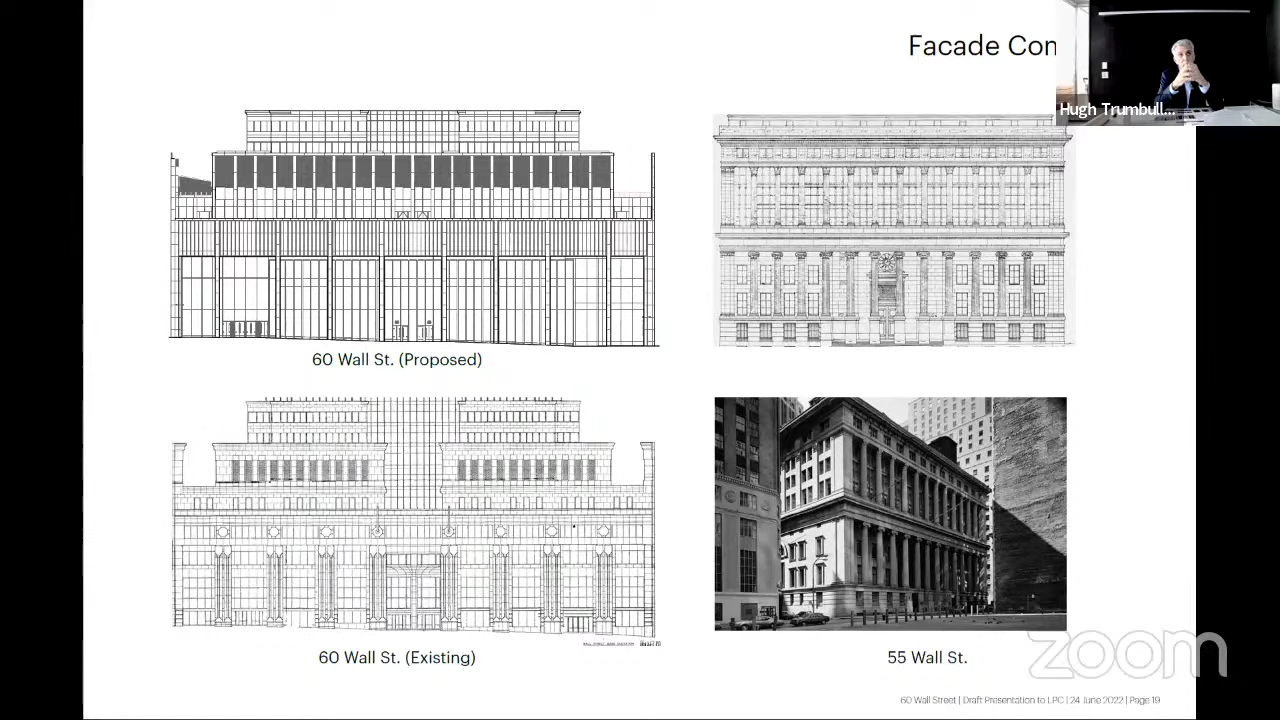 Facade Con
Hugh Trumbull...
60 Wall St. (Proposed)
60 Wall St. (Existing)
55 Wall St.
zoom
60 Wall Street | Draft Presentation to LPC | 24 June 2022 | Page 19